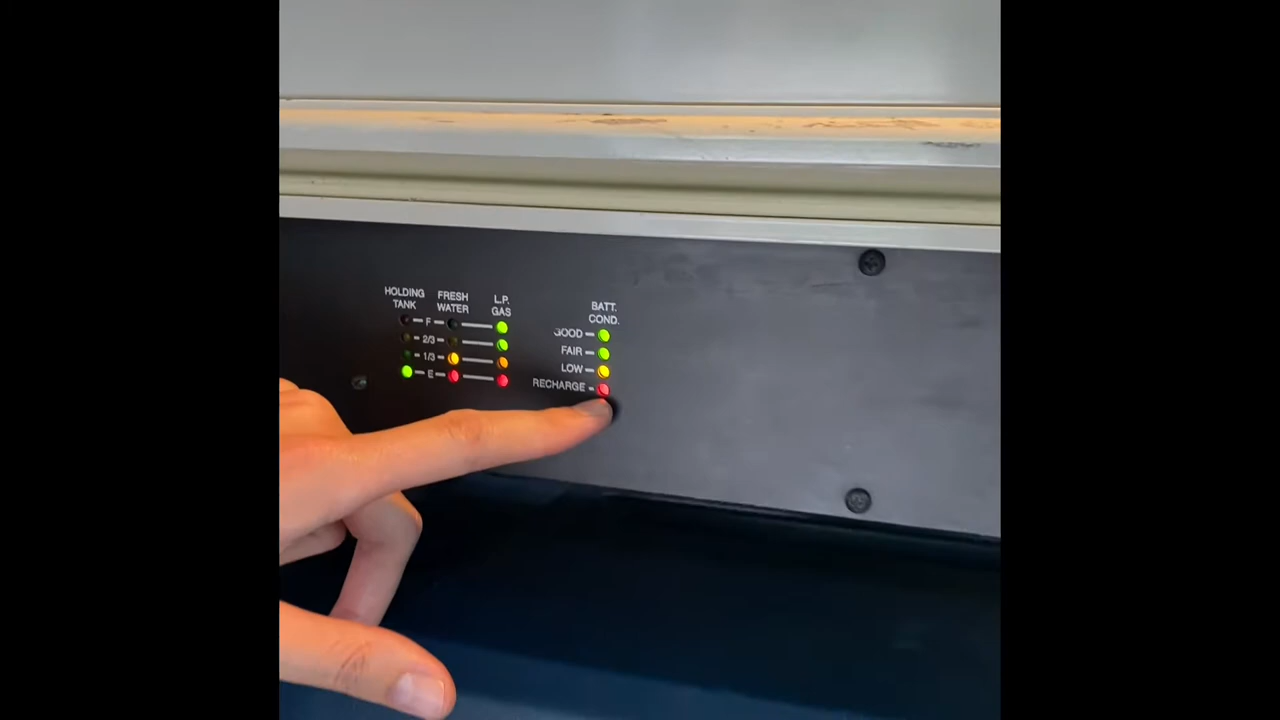 HOLDING
TANK
FRESH
WATER
L.P.
GAS
F
2/3
1/3
E
BATT.
COND.
GOOD
FAIR
LOW
RECHARGE